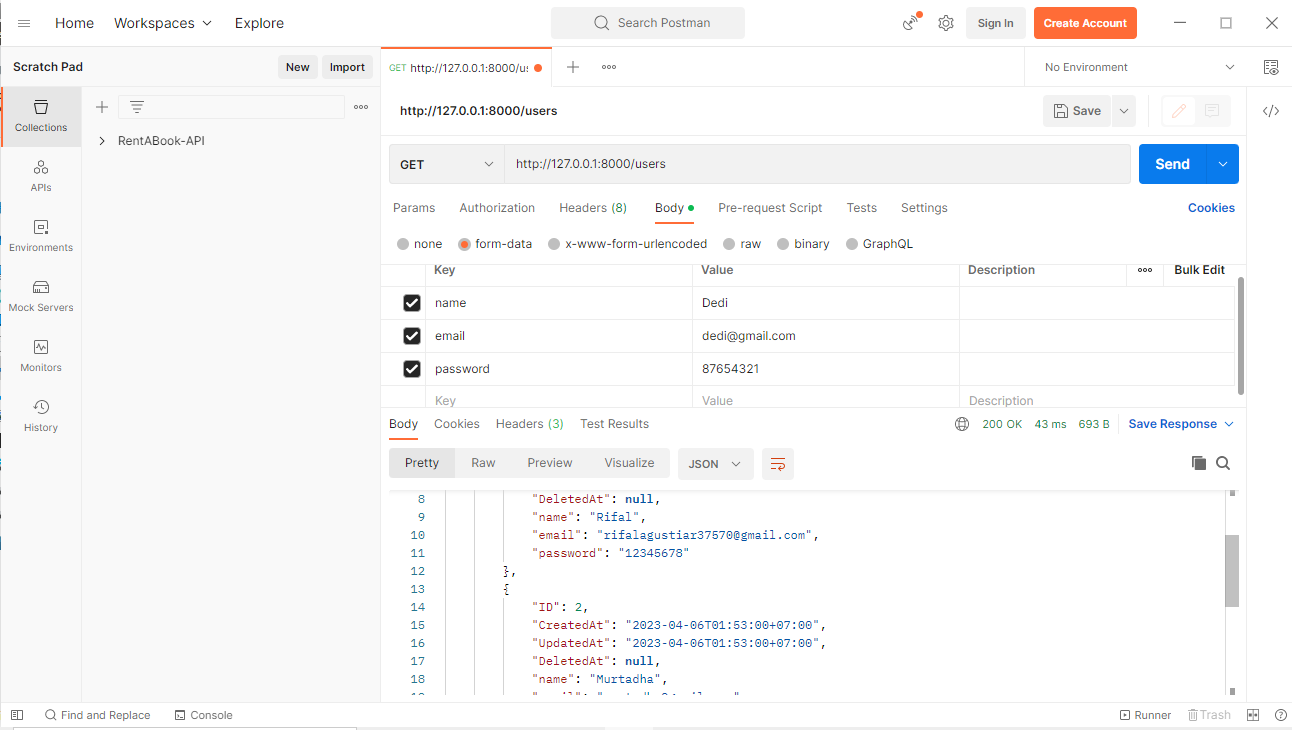 Home Workspaces Explore Search Postman Sign In Create Account
Scratch Pad New Import GET http://127.0.0.1:8000/us No Environment
Collections
APIs
Environments
Mock Servers
Monitors
History
RentABook-API
http://127.0.0.1:8000/users Save </>
GET http://127.0.0.1:8000/users Send
Params Authorization Headers (8) Body Pre-request Script Tests Settings Cookies
none form-data x-www-form-urlencoded raw binary GraphQL
Key Value Description Bulk Edit
name Dedi
email dedi@gmail.com
password 87654321
Key Value Description
Body Cookies Headers (3) Test Results 200 OK 43 ms 693 B Save Response
Pretty Raw Preview Visualize JSON
8 "DeletedAt": null,
9 "name": "Rifal",
10 "email": "rifalagustiar37570@gmail.com",
11 "password": "12345678"
12 },
13 {
14 "ID": 2,
15 "CreatedAt": "2023-04-06T01:53:00+07:00",
16 "UpdatedAt": "2023-04-06T01:53:00+07:00",
17 "DeletedAt": null,
18 "name": "Murtadha",
Find and Replace Console Runner Trash